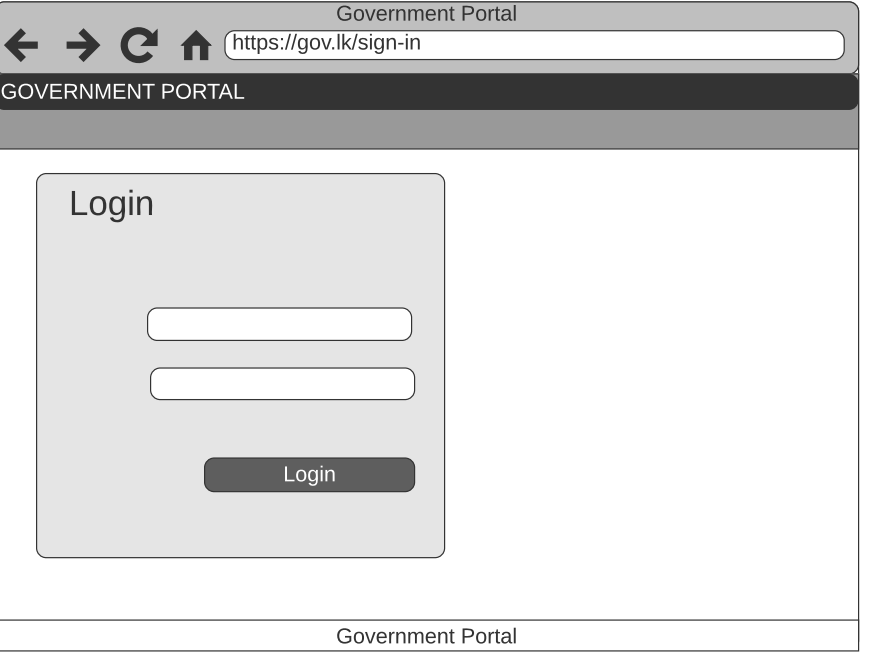 Government Portal
https://gov.lk/sign-in
GOVERNMENT PORTAL
Login
Login
Government Portal